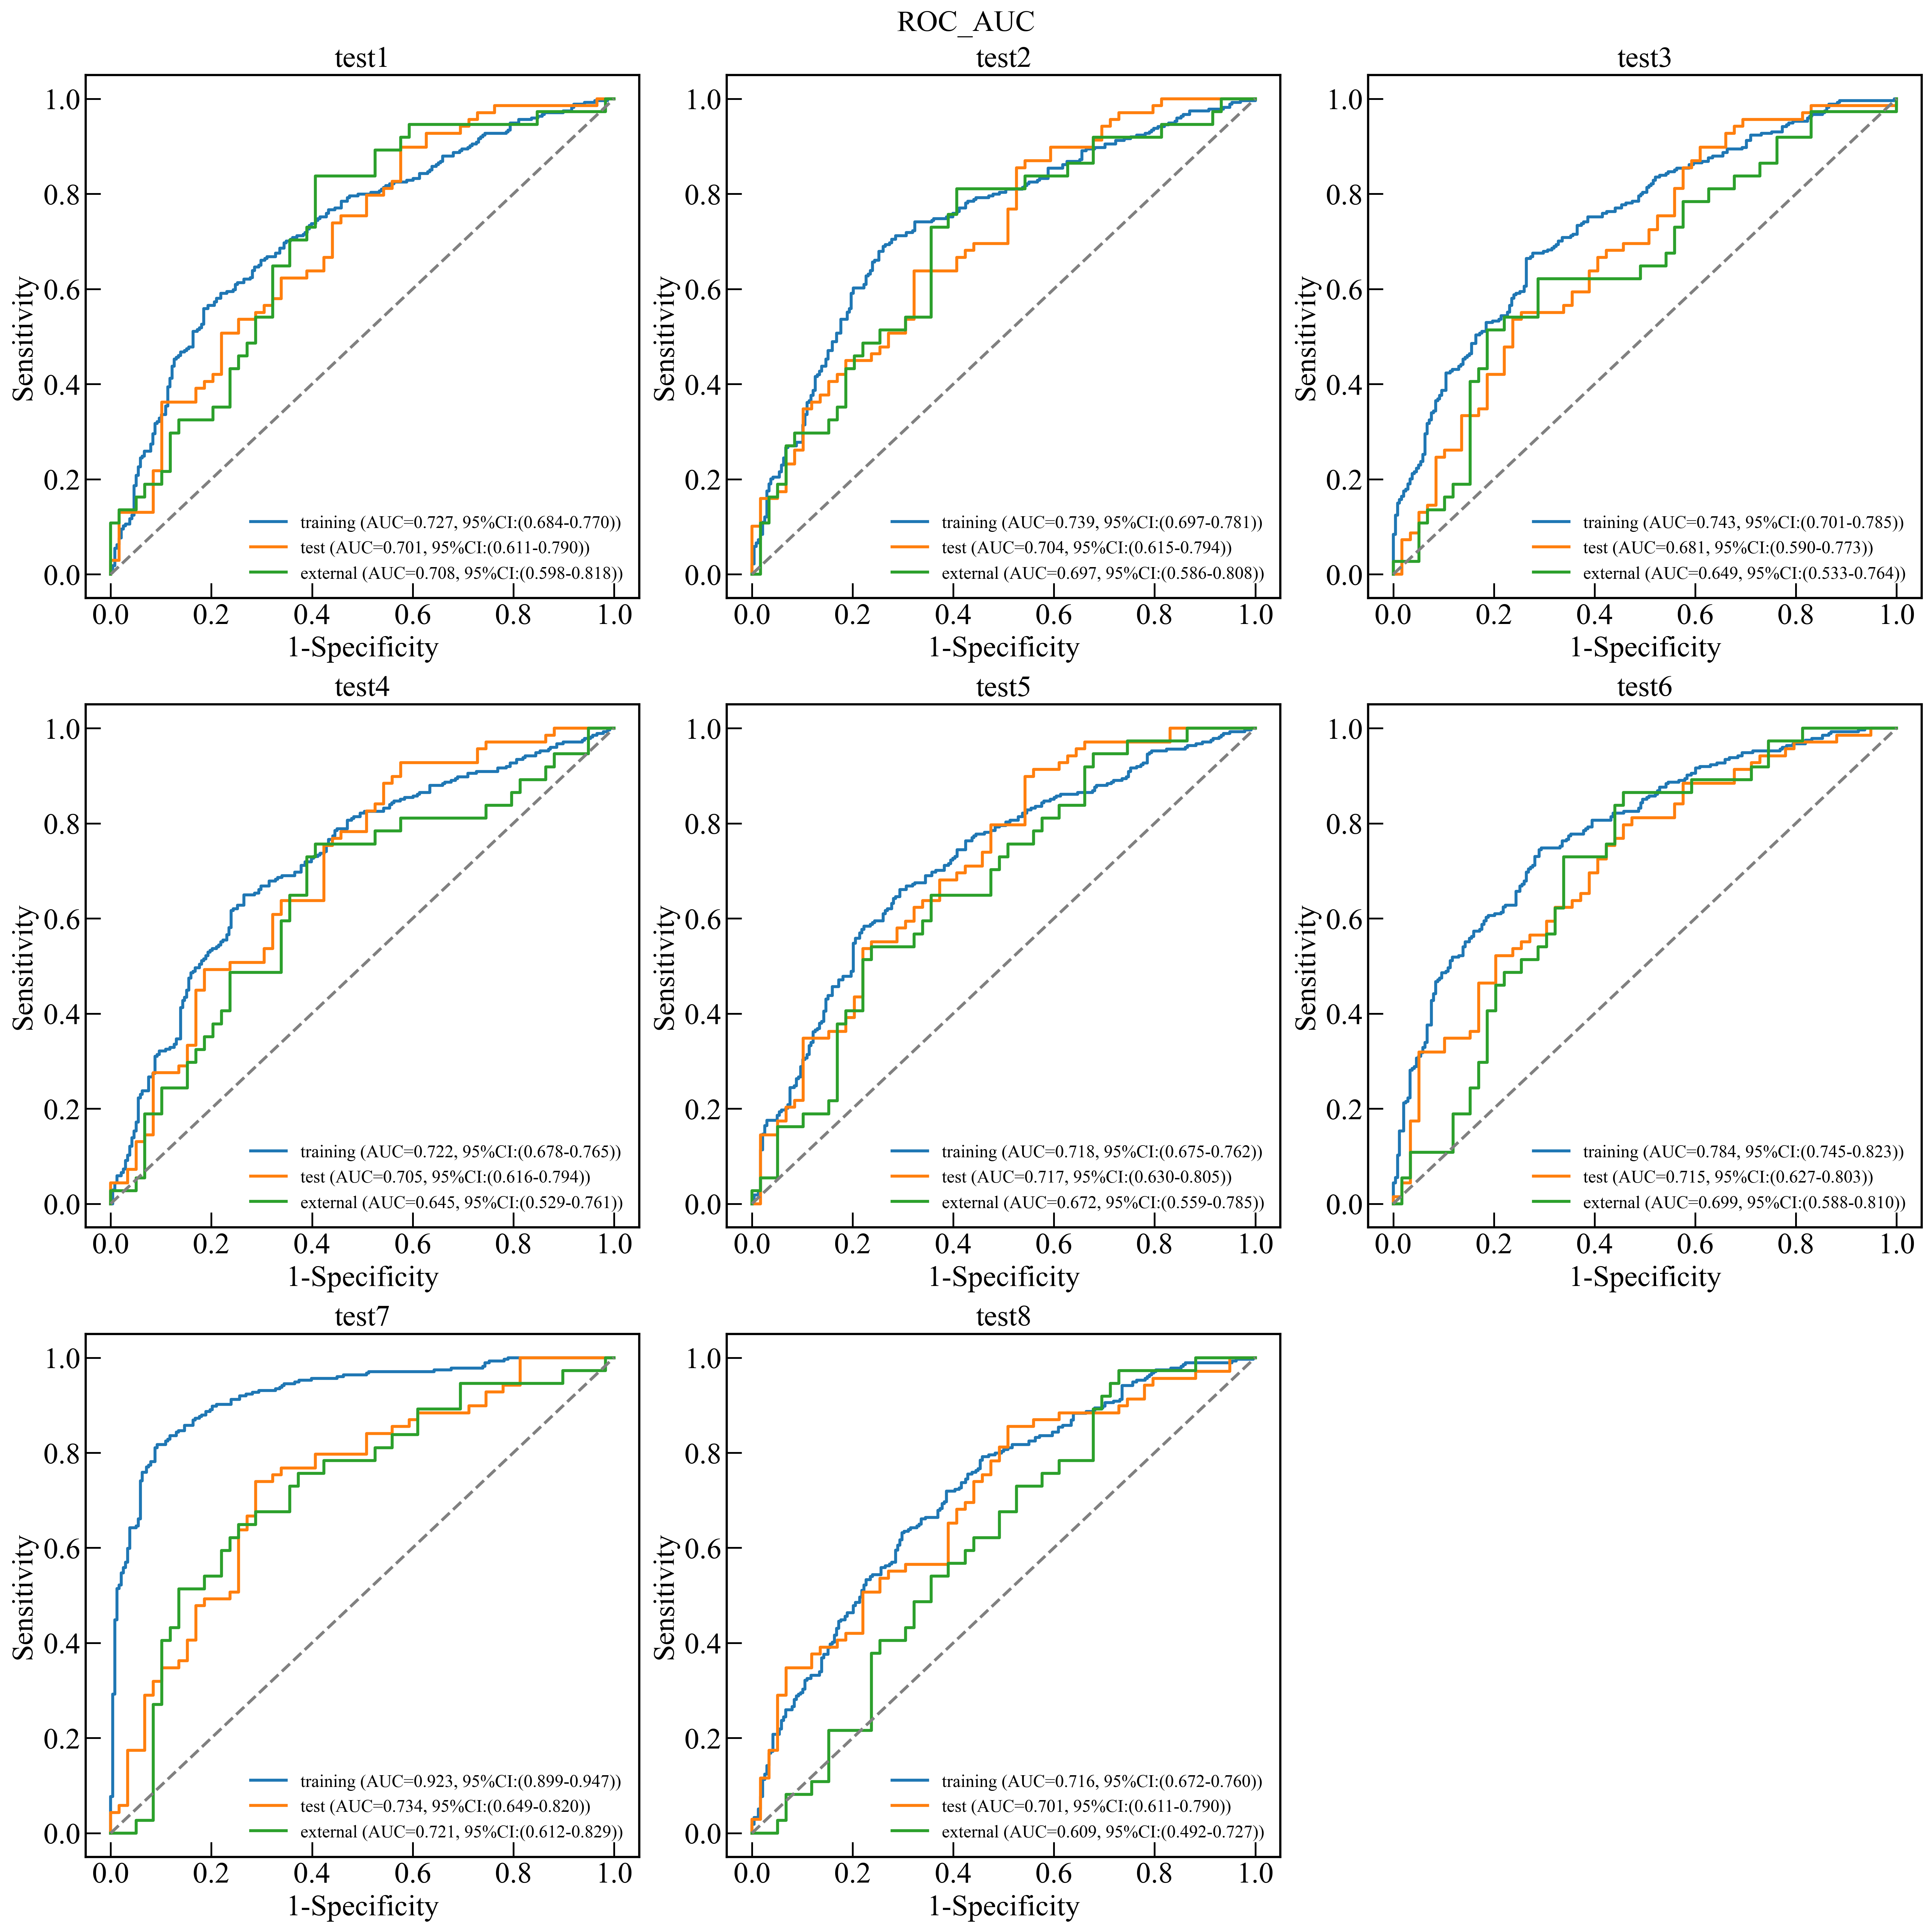 ROC_AUC
test1
Sensitivity
1.0
0.8
0.6
0.4
0.2
0.0
training (AUC=0.727, 95%CI:(0.684-0.770))
test (AUC=0.701, 95%CI:(0.611-0.790))
external (AUC=0.708, 95%CI:(0.598-0.818))
0.0 0.2 0.4 0.6 0.8 1.0
1-Specificity
test2
Sensitivity
1.0
0.8
0.6
0.4
0.2
0.0
training (AUC=0.739, 95%CI:(0.697-0.781))
test (AUC=0.704, 95%CI:(0.615-0.794))
external (AUC=0.697, 95%CI:(0.586-0.808))
0.0 0.2 0.4 0.6 0.8 1.0
1-Specificity
test3
Sensitivity
1.0
0.8
0.6
0.4
0.2
0.0
training (AUC=0.743, 95%CI:(0.701-0.785))
test (AUC=0.681, 95%CI:(0.590-0.773))
external (AUC=0.649, 95%CI:(0.533-0.764))
0.0 0.2 0.4 0.6 0.8 1.0
1-Specificity
test4
Sensitivity
1.0
0.8
0.6
0.4
0.2
0.0
training (AUC=0.722, 95%CI:(0.678-0.765))
test (AUC=0.705, 95%CI:(0.616-0.794))
external (AUC=0.645, 95%CI:(0.529-0.761))
0.0 0.2 0.4 0.6 0.8 1.0
1-Specificity
test5
Sensitivity
1.0
0.8
0.6
0.4
0.2
0.0
training (AUC=0.718, 95%CI:(0.675-0.762))
test (AUC=0.717, 95%CI:(0.630-0.805))
external (AUC=0.672, 95%CI:(0.559-0.785))
0.0 0.2 0.4 0.6 0.8 1.0
1-Specificity
test6
Sensitivity
1.0
0.8
0.6
0.4
0.2
0.0
training (AUC=0.784, 95%CI:(0.745-0.823))
test (AUC=0.715, 95%CI:(0.627-0.803))
external (AUC=0.699, 95%CI:(0.588-0.810))
0.0 0.2 0.4 0.6 0.8 1.0
1-Specificity
test7
Sensitivity
1.0
0.8
0.6
0.4
0.2
0.0
training (AUC=0.923, 95%CI:(0.899-0.947))
test (AUC=0.734, 95%CI:(0.649-0.820))
external (AUC=0.721, 95%CI:(0.612-0.829))
0.0 0.2 0.4 0.6 0.8 1.0
1-Specificity
test8
Sensitivity
1.0
0.8
0.6
0.4
0.2
0.0
training (AUC=0.716, 95%CI:(0.672-0.760))
test (AUC=0.701, 95%CI:(0.611-0.790))
external (AUC=0.609, 95%CI:(0.492-0.727))
0.0 0.2 0.4 0.6 0.8 1.0
1-Specificity